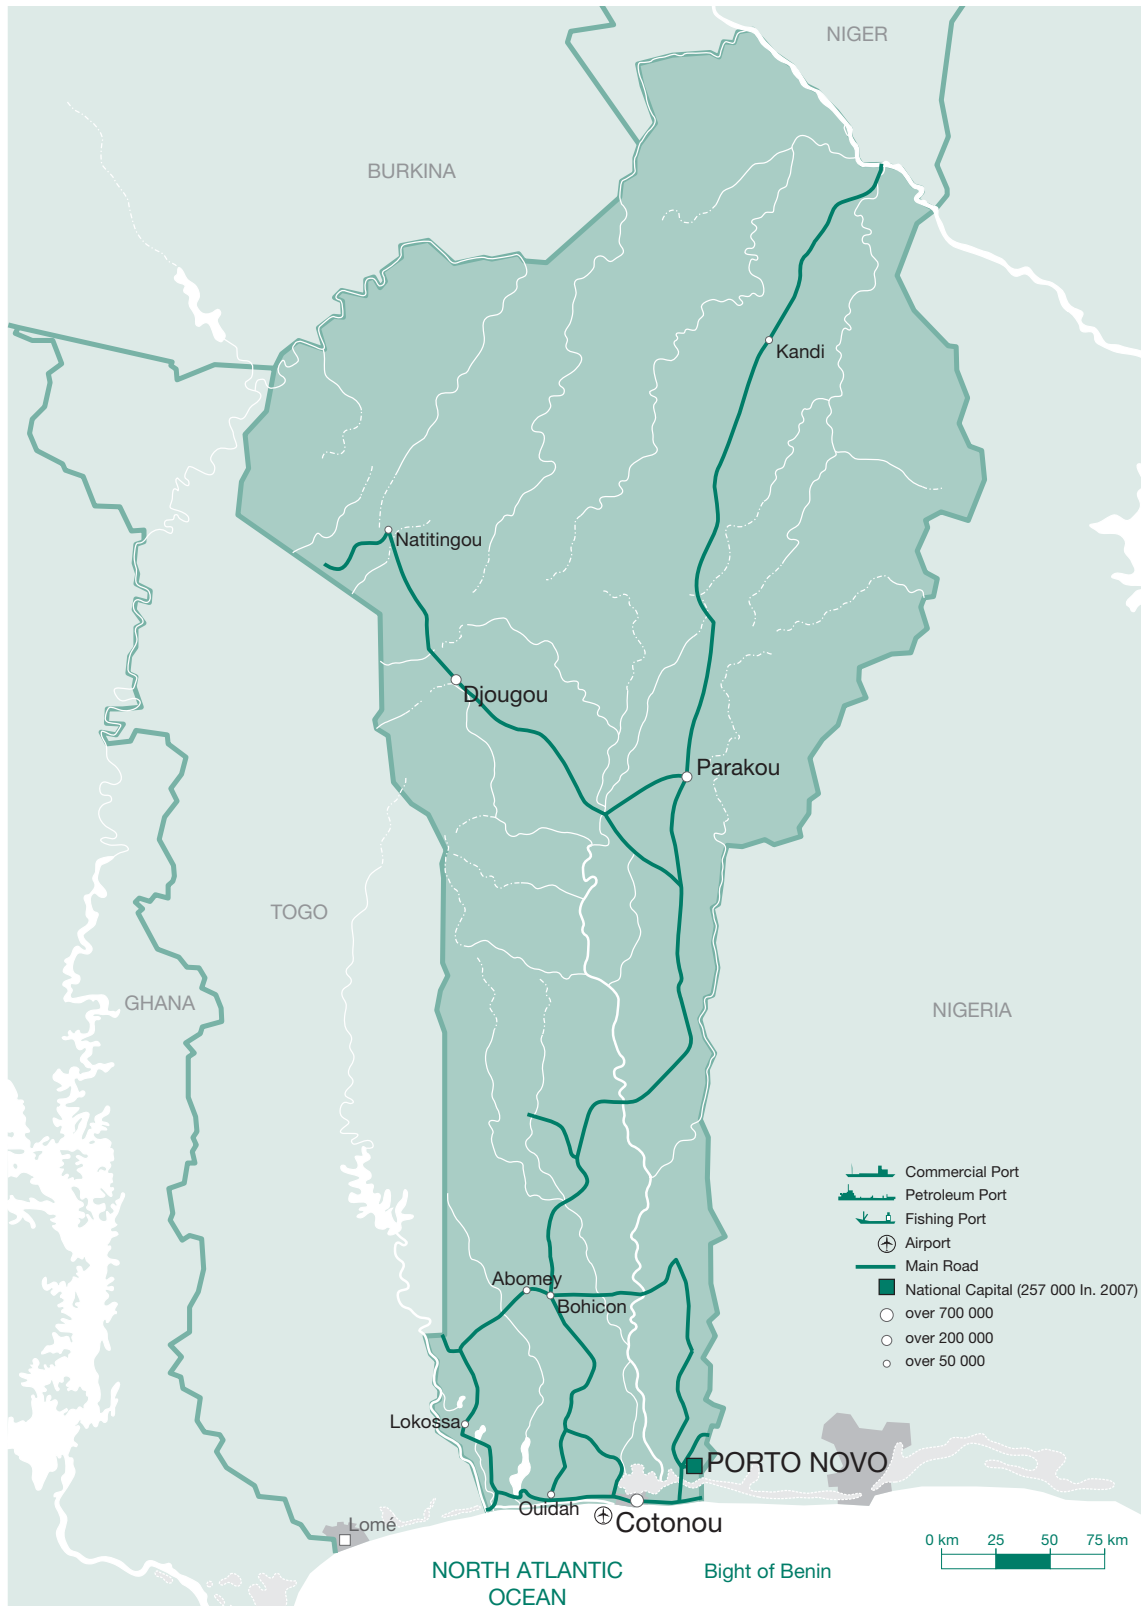 NIGER
BURKINA
Kandi
Natitingou
Djougou
Parakou
TOGO
GHANA
NIGERIA
Commercial Port
Petroleum Port
Fishing Port
Airport
Main Road
National Capital (257 000 In. 2007)
over 700 000
over 200 000
over 50 000
Abomey
Bohicon
Lokossa
PORTO NOVO
Ouidah
Cotonou
Lomé
0 km 25 50 75 km
NORTH ATLANTIC
OCEAN
Bight of Benin